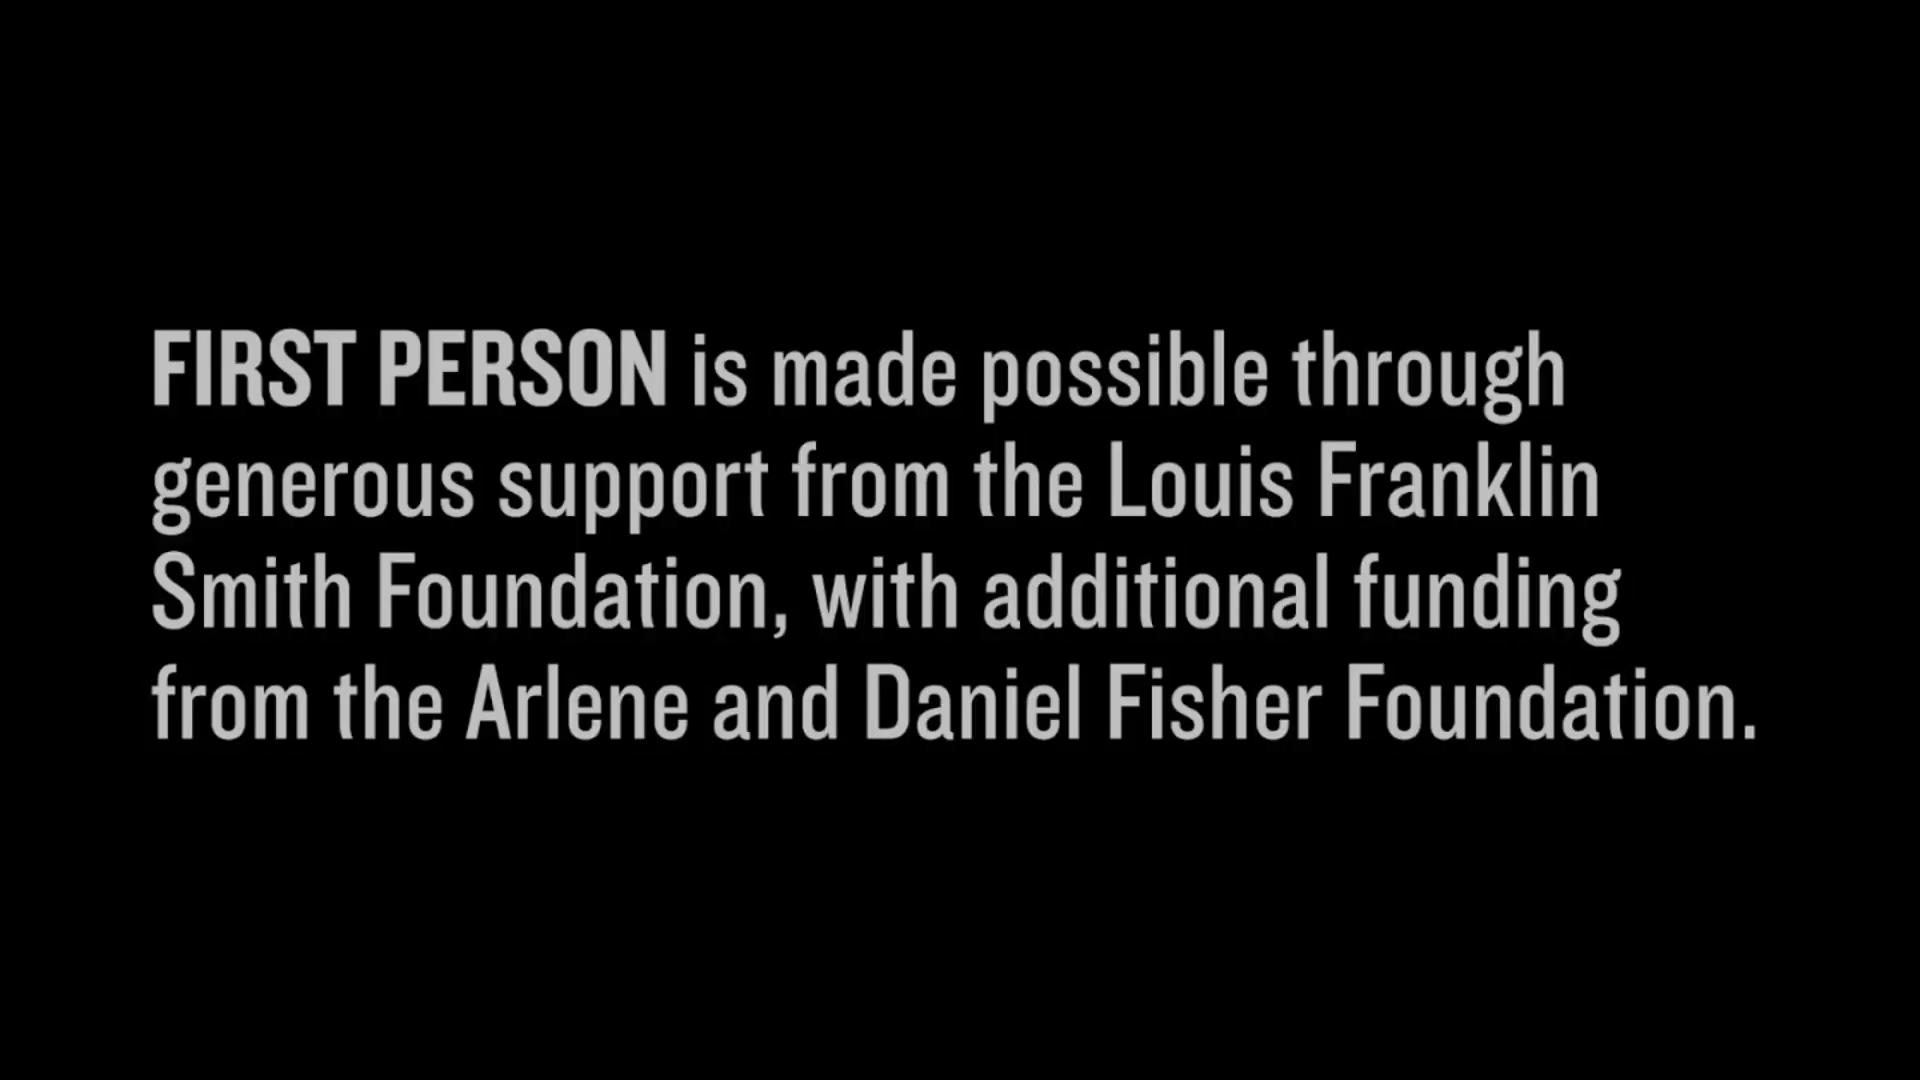 FIRST PERSON is made possible through
generous support from the Louis Franklin
Smith Foundation, with additional funding
from the Arlene and Daniel Fisher Foundation.